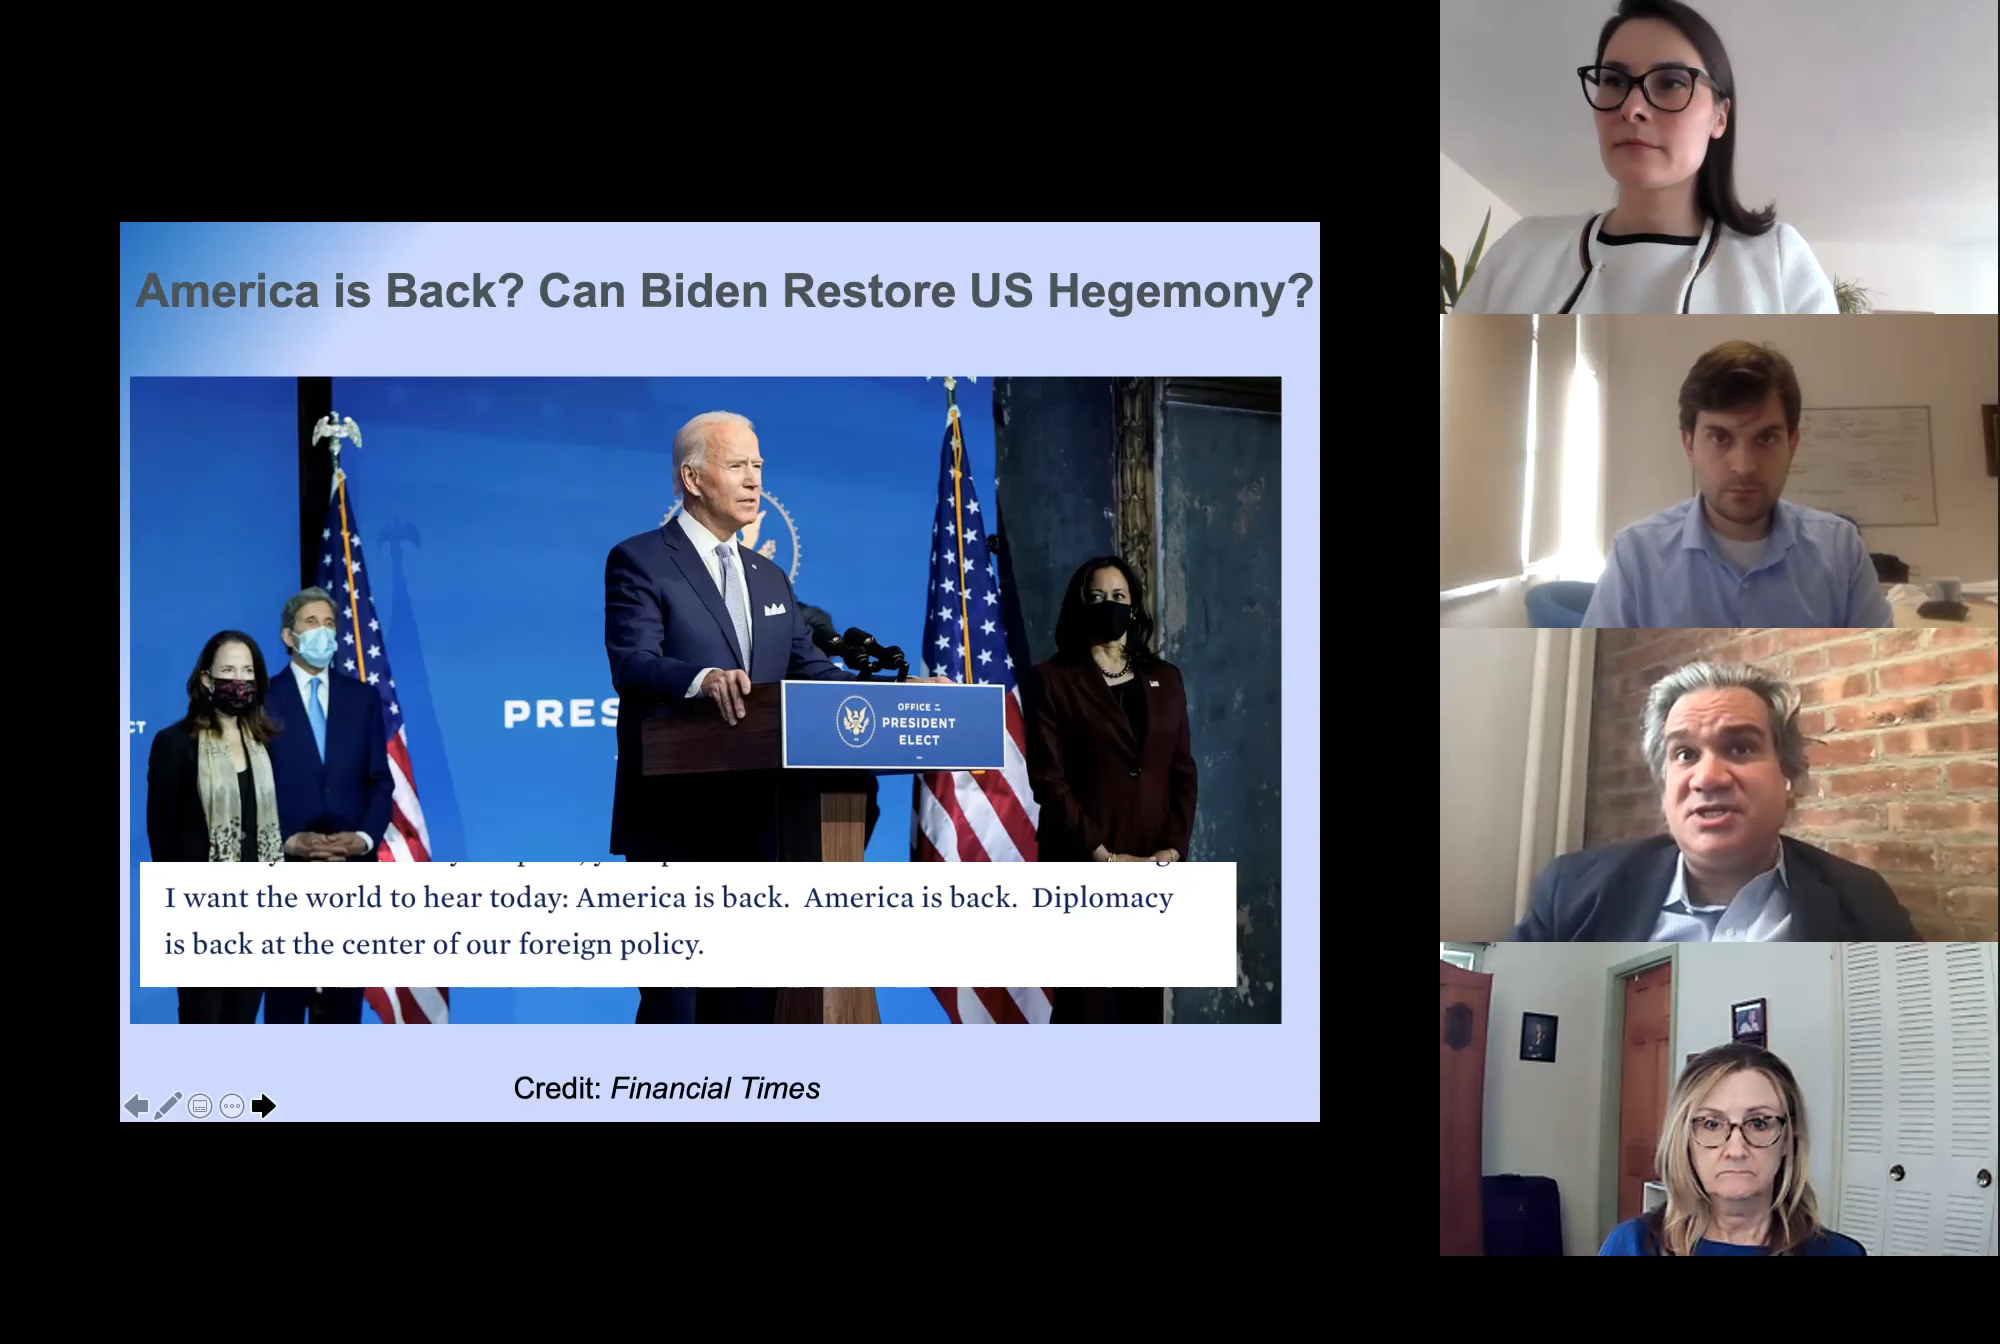 America is Back? Can Biden Restore US Hegemony?
CT
PRES
OFFICE OF THE
PRESIDENT
ELECT
I want the world to hear today: America is back.  America is back.  Diplomacy
is back at the center of our foreign policy.
Credit: Financial Times